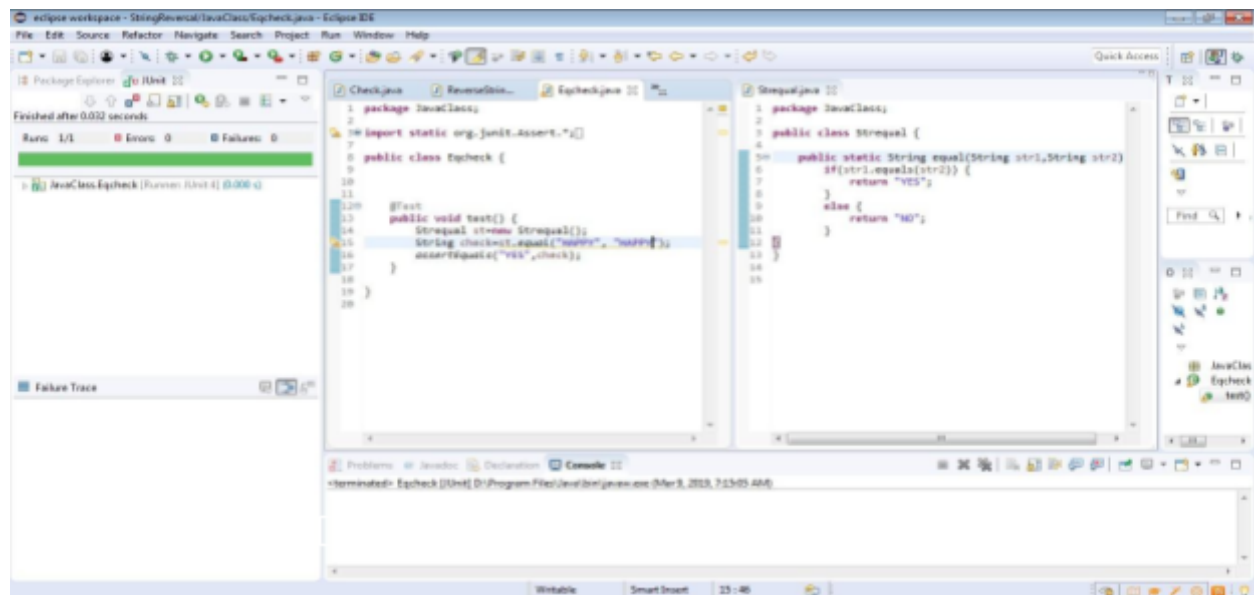 eclipse workspace - StringReversal/JavaClass/Eqcheck.java - Eclipse IDE
File Edit Source Refactor Navigate Search Project Run Window Help
Quick Access
Package Explorer JUnit
Finished after 0.032 seconds
Runs: 1/1 Errors: 0 Failures: 0
JavaClass.Eqcheck [Runner: JUnit 4] (0.000 s)
Failure Trace
Check.java ReverseStrin... Eqcheck.java
1 package JavaClass;
2
3 import static org.junit.Assert.*;
7
8 public class Eqcheck {
9
10
11
12 @Test
13 public void test() {
14 Strequal st=new Strequal();
15 String check=st.equal("HAPPY", "HAPPY");
16 assertEquals("YES",check);
17 }
18
19 }
20
Strequal.java
1 package JavaClass;
2
3 public class Strequal {
4
5 public static String equal(String str1,String str2)
6 if(str1.equals(str2)) {
7 return "YES";
8 }
9 else {
10 return "NO";
11 }
12 }
13 }
14
15
Find
JavaClas
Eqcheck
test()
Problems Javadoc Declaration Console
<terminated> Eqcheck [JUnit] D:\Program Files\Java\bin\javaw.exe (Mar 9, 2019, 7:13:05 AM)
Writable Smart Insert 15 : 46